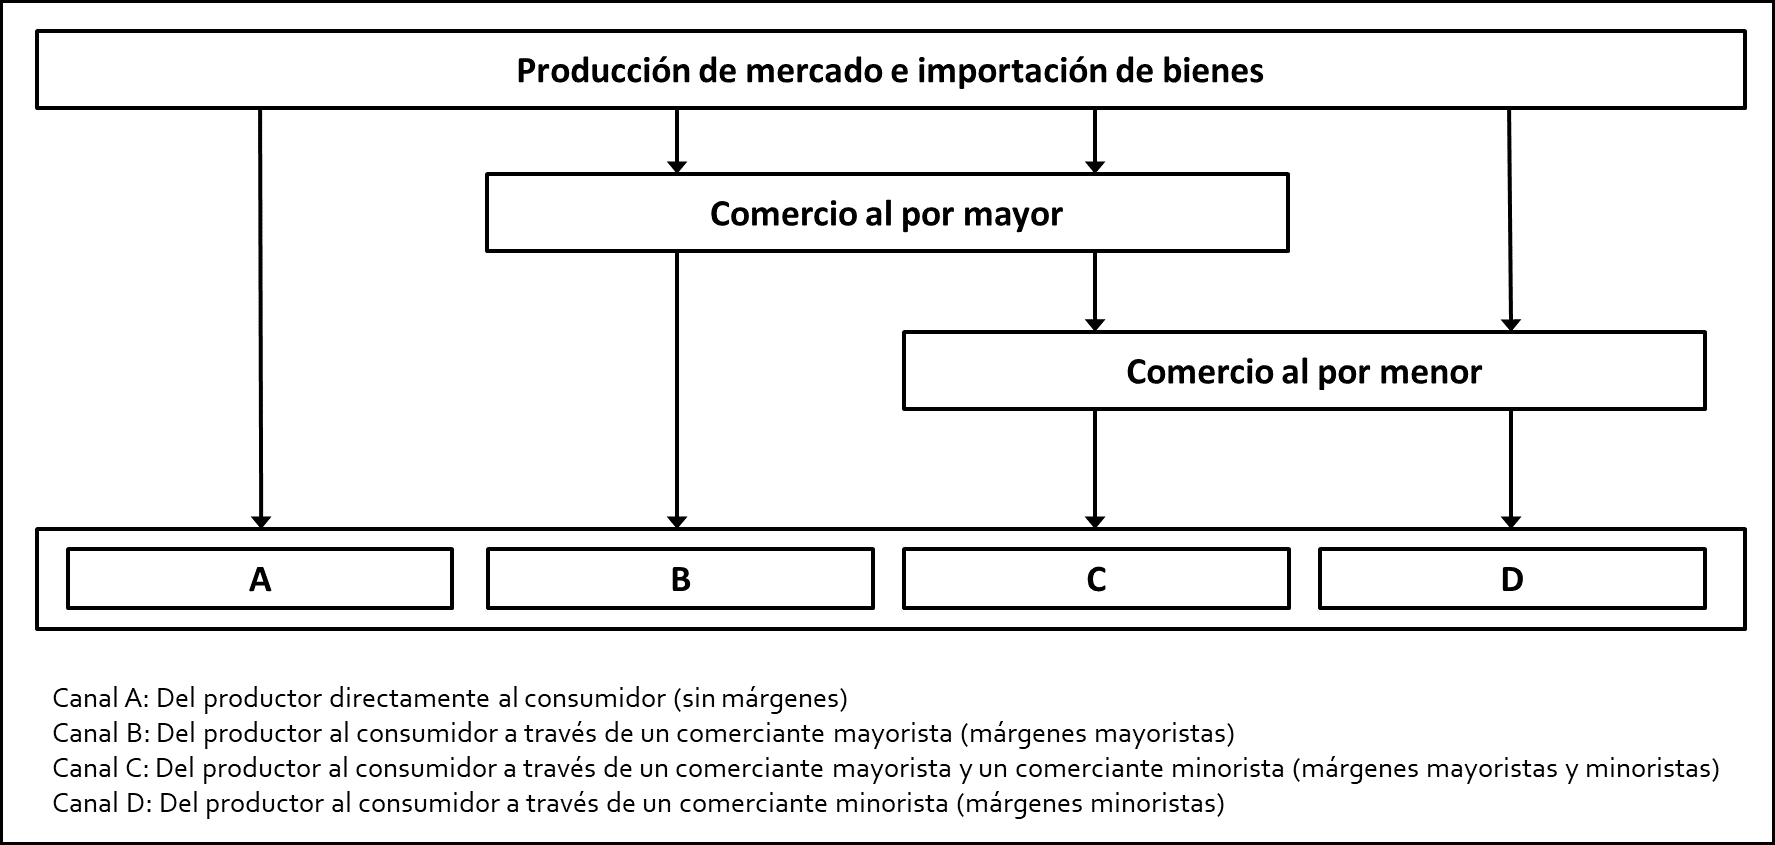 Producción de mercado e importación de bienes
Comercio al por mayor
Comercio al por menor
A
B
C
D
Canal A: Del productor directamente al consumidor (sin márgenes)
Canal B: Del productor al consumidor a través de un comerciante mayorista (márgenes mayoristas)
Canal C: Del productor al consumidor a través de un comerciante mayorista y un comerciante minorista (márgenes mayoristas y minoristas)
Canal D: Del productor al consumidor a través de un comerciante minorista (márgenes minoristas)